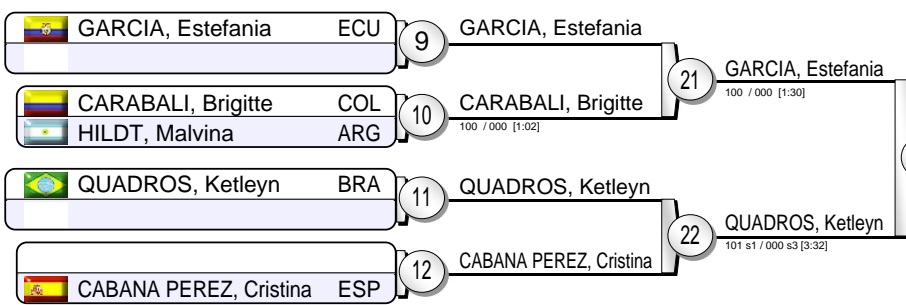 GARCIA, Estefania ECU
CARABALI, Brigitte COL
HILDT, Malvina ARG
QUADROS, Ketleyn BRA
CABANA PEREZ, Cristina ESP
9
10
11
12
GARCIA, Estefania
CARABALI, Brigitte
100 / 000 [1:02]
QUADROS, Ketleyn
CABANA PEREZ, Cristina
21
22
GARCIA, Estefania
100 / 000 [1:30]
QUADROS, Ketleyn
101 s1 / 000 s3 [3:32]